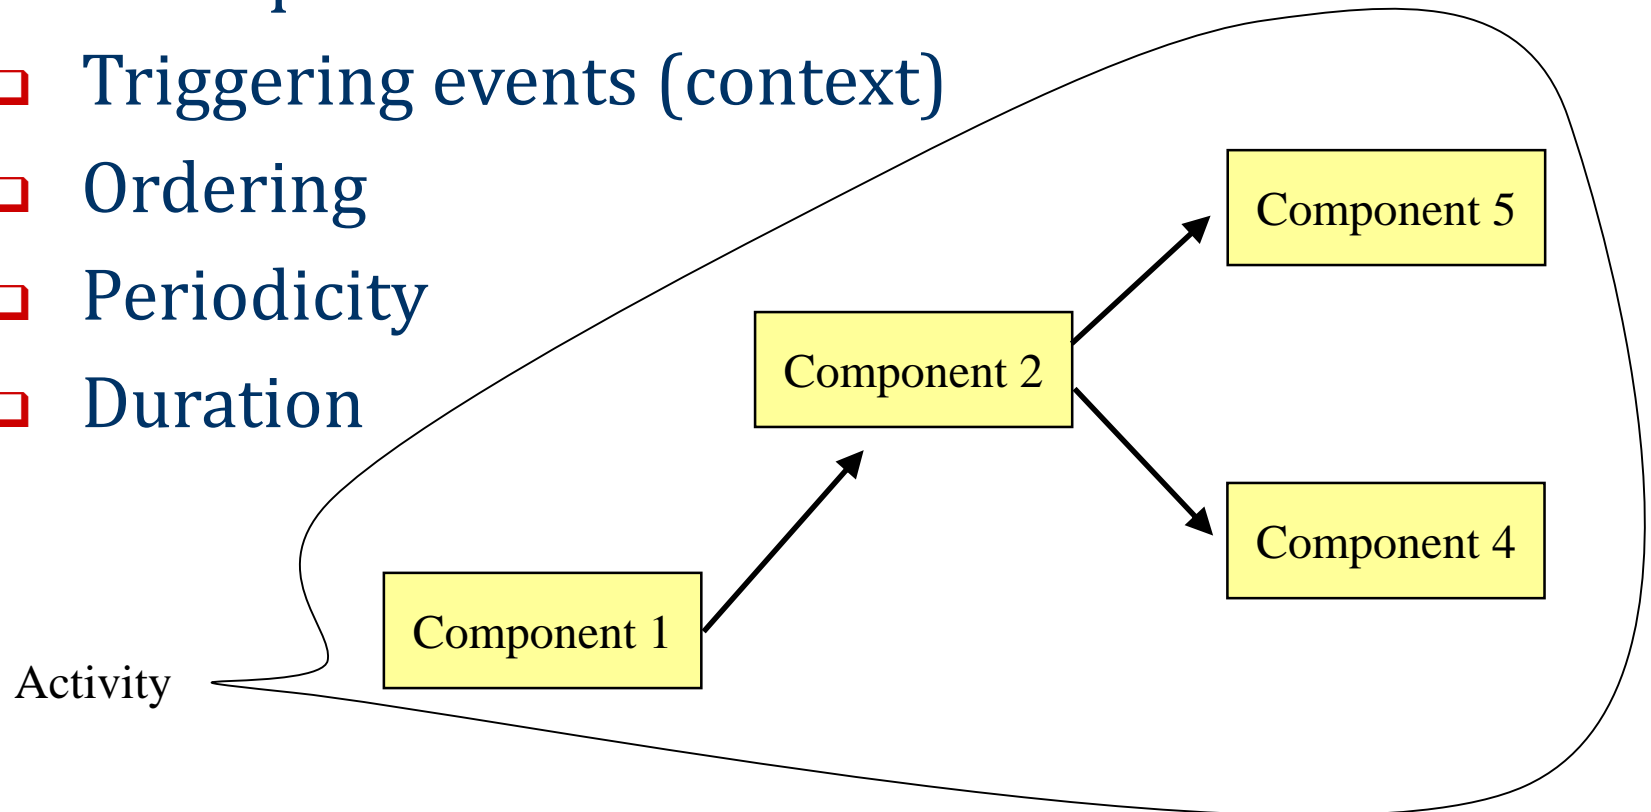 Triggering events (context)
Ordering
Periodicity
Duration
Component 5
Component 2
Component 4
Component 1
Activity